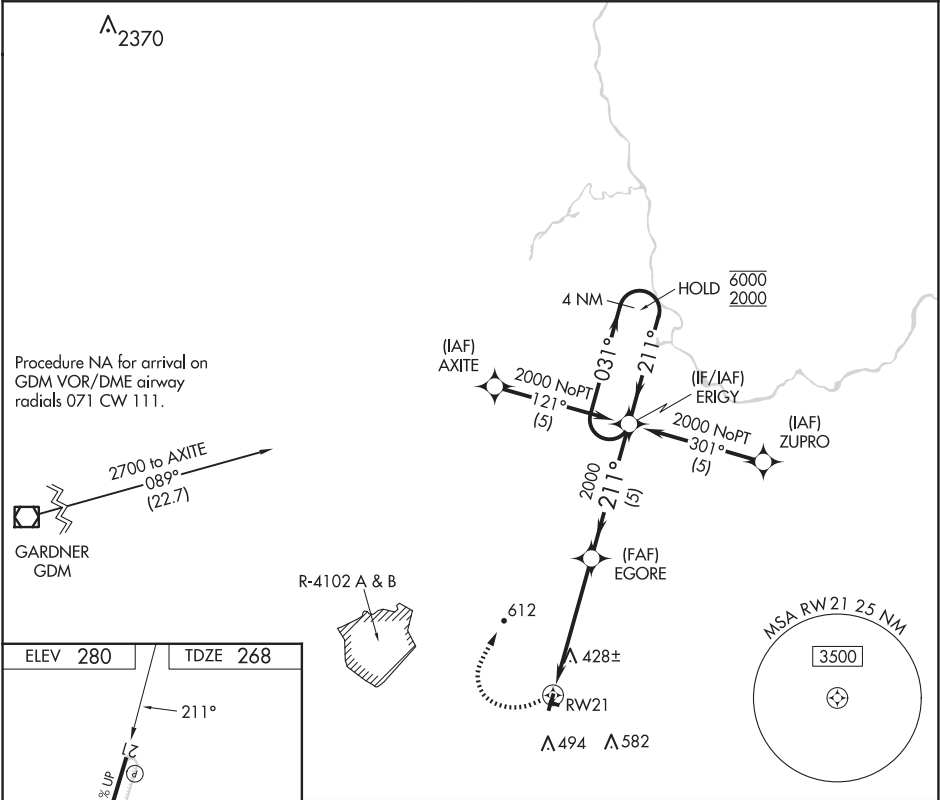 2370
HOLD 6000
2000
4 NM
031°
211°
(IAF)
AXITE
2000 NoPT
121°
(5)
(IF/IAF)
ERIGY
2000 NoPT
301°
(5)
(IAF)
ZUPRO
Procedure NA for arrival on
GDM VOR/DME airway
radials 071 CW 111.
2700 to AXITE
089°
(22.7)
GARDNER
GDM
2000
211°
(5)
(FAF)
EGORE
R-4102 A & B
612
428±
RW21
494
582
MSA RW21 25 NM
3500
ELEV 280
TDZE 268
211°
21
P
% UP